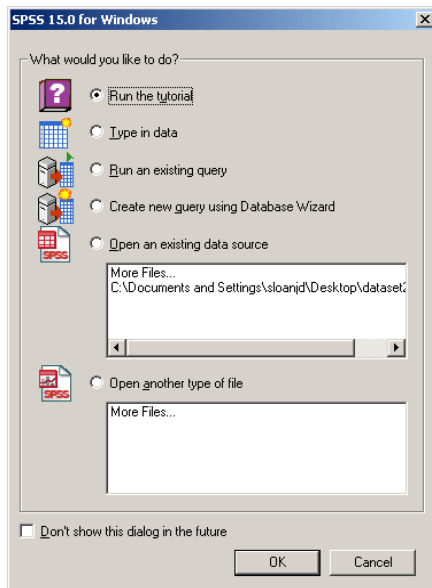 SPSS 15.0 for Windows
What would you like to do?
Run the tutorial
Type in data
Run an existing query
Create new query using Database Wizard
SPSS
Open an existing data source
More Files...
C:\Documents and Settings\sloanjd\Desktop\dataset2
SPSS
Open another type of file
More Files...
Don't show this dialog in the future
OK
Cancel